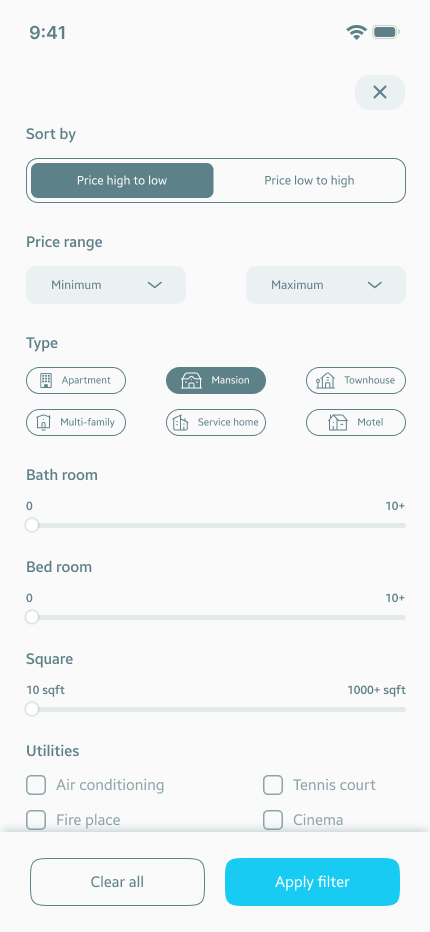 9:41
Sort by
Price high to low
Price low to high
Price range
Minimum
Maximum
Type
Apartment
Mansion
Townhouse
Multi-family
Service home
Motel
Bath room
0
10+
Bed room
0
10+
Square
10 sqft
1000+ sqft
Utilities
Air conditioning
Tennis court
Fire place
Cinema
Clear all
Apply filter